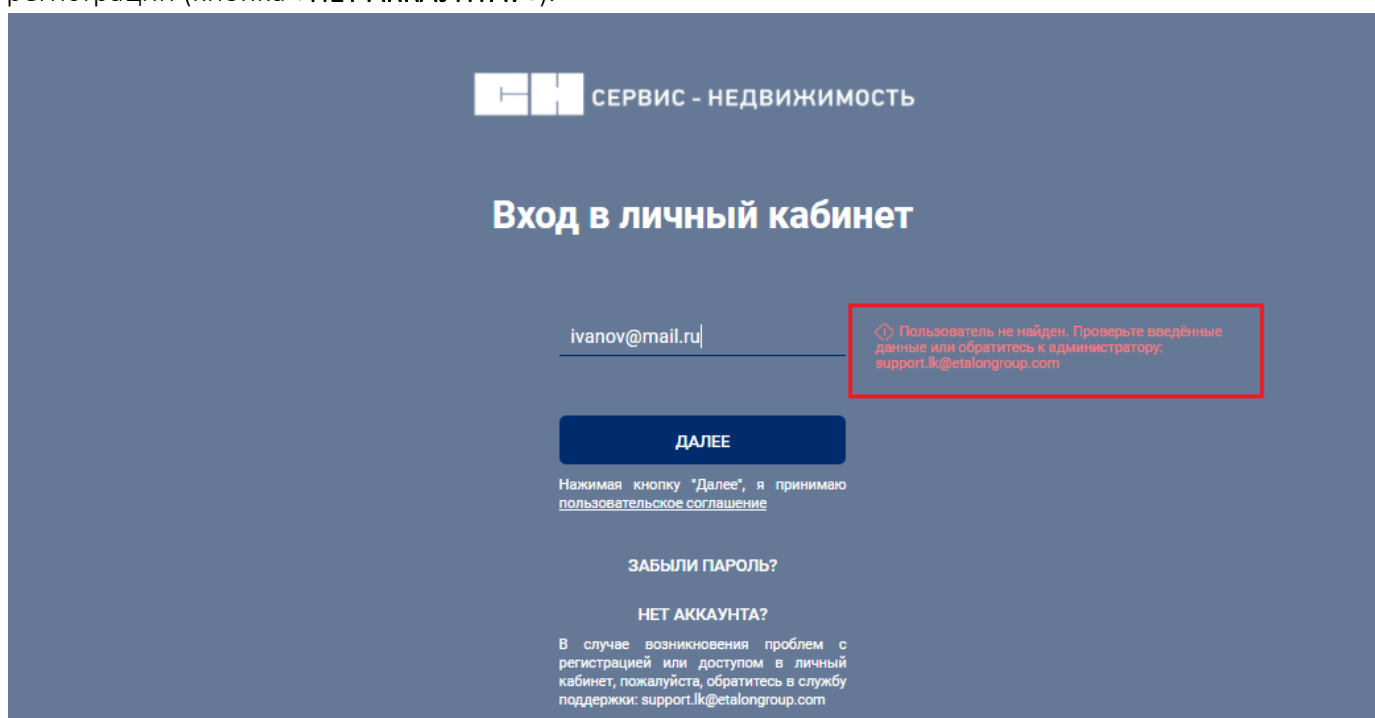 СН СЕРВИС - НЕДВИЖИМОСТЬ
Вход в личный кабинет
ivanov@mail.ru
Пользователь не найден. Проверьте введённые
данные или обратитесь к администратору:
support.lk@etalongroup.com
ДАЛЕЕ
Нажимая кнопку "Далее", я принимаю
пользовательское соглашение
ЗАБЫЛИ ПАРОЛЬ?
НЕТ АККАУНТА?
В случае возникновения проблем с
регистрацией или доступом в личный
кабинет, пожалуйста, обратитесь в службу
поддержки: support.lk@etalongroup.com